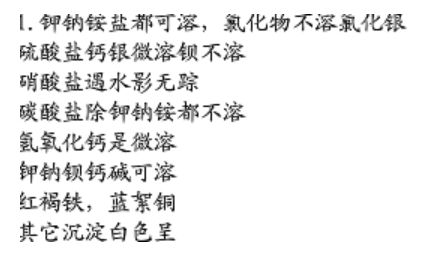 1. 钾钠铵盐都可溶，氯化物不溶氯化银
硫酸盐钙银微溶钡不溶
硝酸盐遇水影无踪
碳酸盐除钾钠铵都不溶
氢氧化钙是微溶
钾钠钡钙碱可溶
红褐铁，蓝絮铜
其它沉淀白色呈